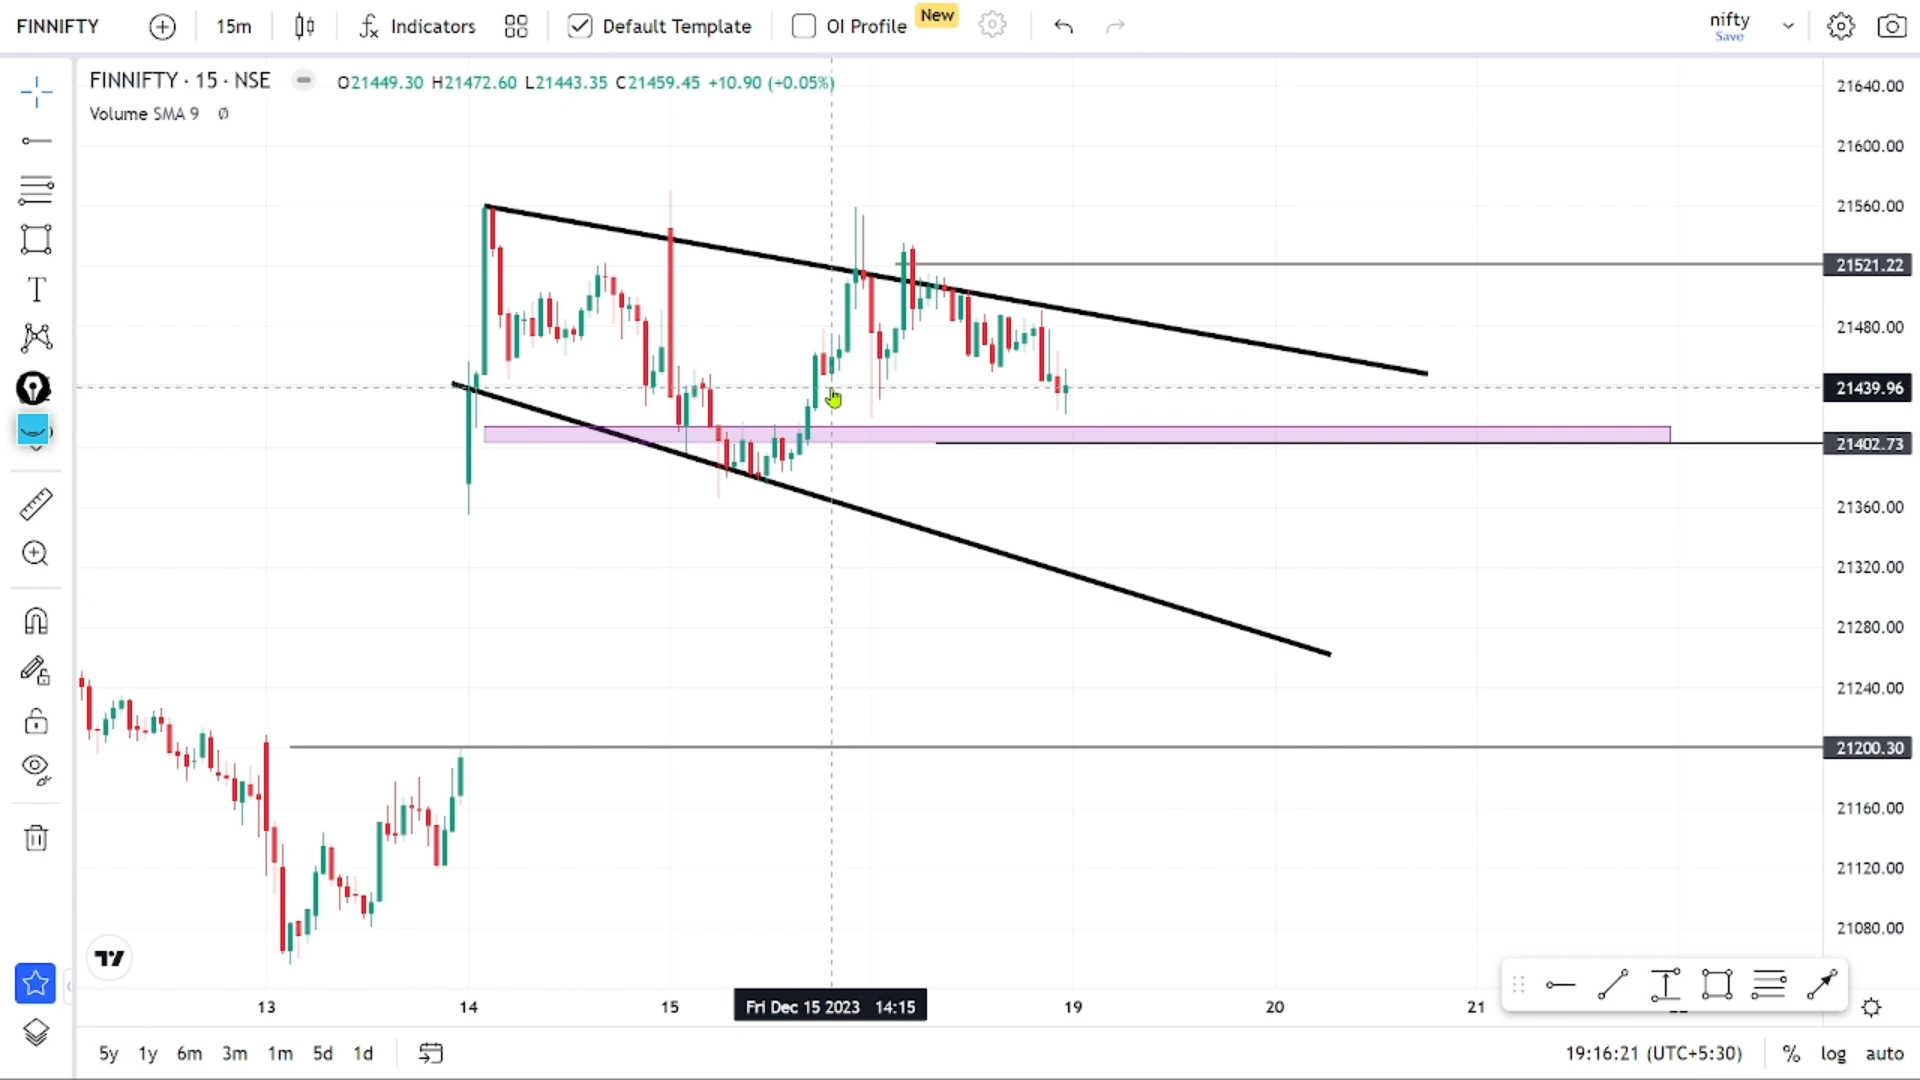 FINNIFTY 15m Indicators Default Template OI Profile New nifty
Save
FINNIFTY · 15 · NSE O21449.30 H21472.60 L21443.35 C21459.45 +10.90 (+0.05%)
Volume SMA 9 Ø
T
21640.00
21600.00
21560.00
21521.22
21480.00
21439.96
21402.73
21360.00
21320.00
21280.00
21240.00
21200.30
21160.00
21120.00
21080.00
13 14 15 Fri Dec 15 2023 14:15 19 20 21
5y 1y 6m 3m 1m 5d 1d 19:16:21 (UTC+5:30) % log auto